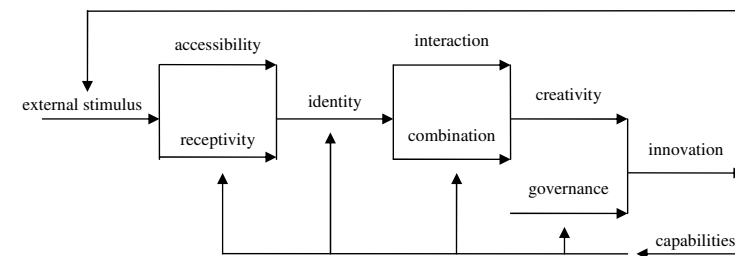 accessibility
interaction
external stimulus
identity
creativity
receptivity
combination
innovation
governance
capabilities